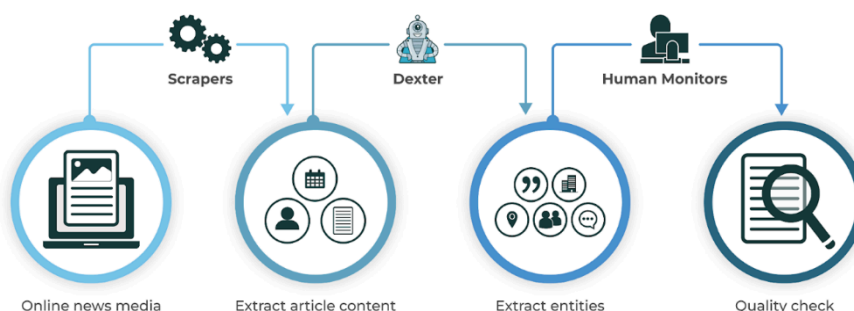 Scrapers
Dexter
Human Monitors
Online news media
Extract article content
Extract entities
Quality check